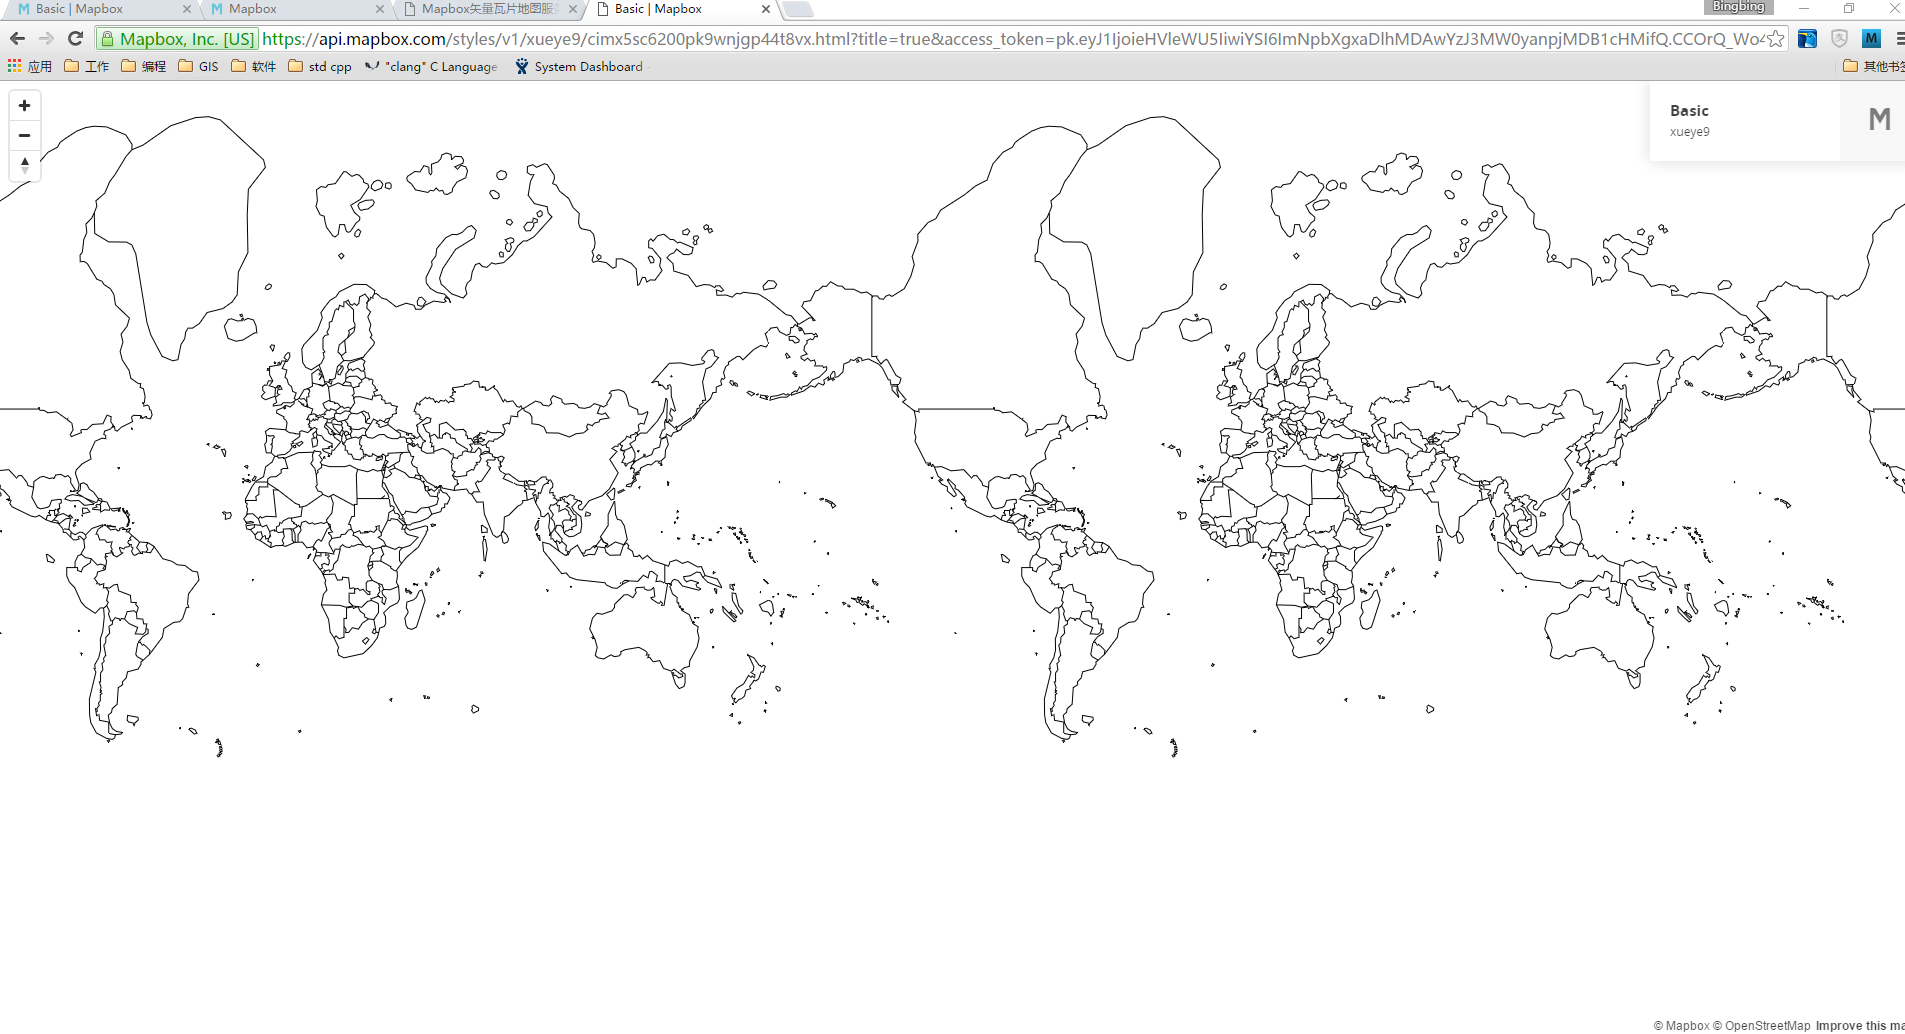 Basic | Mapbox
Mapbox
Mapbox矢量瓦片地图服
Basic | Mapbox
Bingbing
Mapbox, Inc. [US] https://api.mapbox.com/styles/v1/xueye9/cimx5sc6200pk9wnjgp44t8vx.html?title=true&access_token=pk.eyJ1IjoieHVleWU5IiwiYSI6ImNpbXgxaDlhMDAwYzJ3MW0yanpjMDB1cHMifQ.CCOrQ_Wo
应用 工作 编程 GIS 软件 std cpp "clang" C Language System Dashboard 其他书
Basic
xueye9
© Mapbox © OpenStreetMap Improve this ma